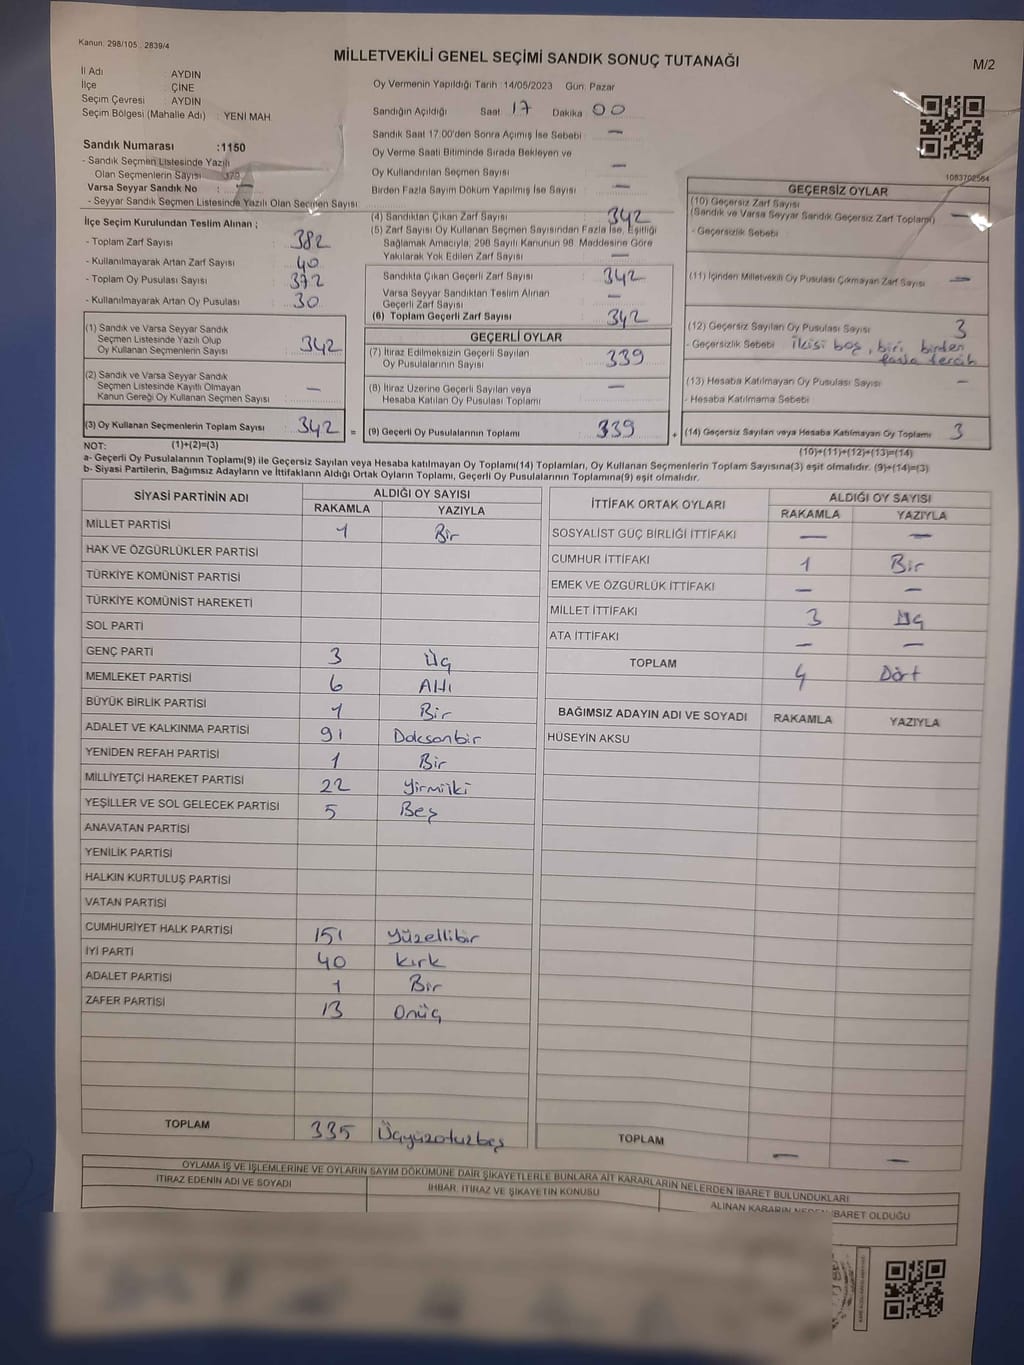 Kanun: 298/105 , 2839/4
MİLLETVEKİLİ GENEL SEÇİMİ SANDIK SONUÇ TUTANAĞI
M/2
İl Adı AYDIN
İlçe ÇİNE
Seçim Çevresi AYDIN
Seçim Bölgesi (Mahalle Adı) : YENİ MAH.
Oy Vermenin Yapıldığı Tarih :14/05/2023 Gün: Pazar
Sandığın Açıldığı Saat 17 Dakika 00
Sandık Saat 17.00'den Sonra Açılmış İse Sebebi : —
Oy Verme Saati Bitiminde Sırada Bekleyen ve
Oy Kullandırılan Seçmen Sayısı —
Birden Fazla Sayım Döküm Yapılmış İse Sayısı : —
Sandık Numarası :1150
- Sandık Seçmen Listesinde Yazılı
Olan Seçmenlerin Sayısı : 379
Varsa Seyyar Sandık No : —
- Seyyar Sandık Seçmen Listesinde Yazılı Olan Seçmen Sayısı:
1083702564
İlçe Seçim Kurulundan Teslim Alınan ;
- Toplam Zarf Sayısı : 382
- Kullanılmayarak Artan Zarf Sayısı : 40
- Toplam Oy Pusulası Sayısı : 372
- Kullanılmayarak Artan Oy Pusulası : 30
(1) Sandık ve Varsa Seyyar Sandık
Seçmen Listesinde Yazılı Olup
Oy Kullanan Seçmenlerin Sayısı : 342
(2) Sandık ve Varsa Seyyar Sandık
Seçmen Listesinde Kayıtlı Olmayan
Kanun Gereği Oy Kullanan Seçmen Sayısı : —
(3) Oy Kullanan Seçmenlerin Toplam Sayısı : 342 =
(4) Sandıktan Çıkan Zarf Sayısı : 342
(5) Zarf Sayısı Oy Kullanan Seçmen Sayısından Fazla İse, Eşitliği
Sağlamak Amacıyla, 298 Sayılı Kanunun 98. Maddesine Göre
Yakılarak Yok Edilen Zarf Sayısı : —
Sandıkta Çıkan Geçerli Zarf Sayısı : 342
Varsa Seyyar Sandıktan Teslim Alınan
Geçerli Zarf Sayısı : —
(6) Toplam Geçerli Zarf Sayısı : 342
GEÇERLİ OYLAR
(7) İtiraz Edilmeksizin Geçerli Sayılan
Oy Pusulalarının Sayısı : 339
(8) İtiraz Üzerine Geçerli Sayılan veya
Hesaba Katılan Oy Pusulası Toplamı : —
(9) Geçerli Oy Pusulalarının Toplamı : 339 +
GEÇERSİZ OYLAR
(10) Geçersiz Zarf Sayısı
(Sandık ve Varsa Seyyar Sandık Geçersiz Zarf Toplamı) —
- Geçersizlik Sebebi :
(11) İçinden Milletvekili Oy Pusulası Çıkmayan Zarf Sayısı : —
(12) Geçersiz Sayılan Oy Pusulası Sayısı : 3
- Geçersizlik Sebebi : ikisi boş, biri birden
fazla tercih
(13) Hesaba Katılmayan Oy Pusulası Sayısı : —
- Hesaba Katılmama Sebebi :
(14) Geçersiz Sayılan veya Hesaba Katılmayan Oy Toplamı : 3
NOT: (1)+(2)=(3)
(10)+(11)+(12)+(13)=(14)
a- Geçerli Oy Pusulalarının Toplamı(9) ile Geçersiz Sayılan veya Hesaba katılmayan Oy Toplamı(14) Toplamları, Oy Kullanan Seçmenlerin Toplam Sayısına(3) eşit olmalıdır. (9)+(14)=(3)
b- Siyasi Partilerin, Bağımsız Adayların ve İttifakların Aldığı Ortak Oyların Toplamı, Geçerli Oy Pusulalarının Toplamına(9) eşit olmalıdır.
SİYASİ PARTİNİN ADI ALDIĞI OY SAYISI
RAKAMLA YAZIYLA
MİLLET PARTİSİ 1 Bir
HAK VE ÖZGÜRLÜKLER PARTİSİ
TÜRKİYE KOMÜNİST PARTİSİ
TÜRKİYE KOMÜNİST HAREKETİ
SOL PARTİ
GENÇ PARTİ 3 Üç
MEMLEKET PARTİSİ 6 Altı
BÜYÜK BİRLİK PARTİSİ 1 Bir
ADALET VE KALKINMA PARTİSİ 91 Doksanbir
YENİDEN REFAH PARTİSİ 1 Bir
MİLLİYETÇİ HAREKET PARTİSİ 22 Yirmiiki
YEŞİLLER VE SOL GELECEK PARTİSİ 5 Beş
ANAVATAN PARTİSİ
YENİLİK PARTİSİ
HALKIN KURTULUŞ PARTİSİ
VATAN PARTİSİ
CUMHURİYET HALK PARTİSİ 151 Yüzellibir
İYİ PARTİ 40 Kırk
ADALET PARTİSİ 1 Bir
ZAFER PARTİSİ 13 Onüç
TOPLAM 335 Üçyüzotuzbeş
İTTİFAK ORTAK OYLARI ALDIĞI OY SAYISI
RAKAMLA YAZIYLA
SOSYALİST GÜÇ BİRLİĞİ İTTİFAKI — —
CUMHUR İTTİFAKI 1 Bir
EMEK VE ÖZGÜRLÜK İTTİFAKI — —
MİLLET İTTİFAKI 3 Üç
ATA İTTİFAKI — —
TOPLAM 4 Dört
BAĞIMSIZ ADAYIN ADI VE SOYADI RAKAMLA YAZIYLA
HÜSEYİN AKSU
TOPLAM — —
OYLAMA İŞ VE İŞLEMLERİNE VE OYLARIN SAYIM DÖKÜMÜNE DAİR ŞİKAYETLERLE BUNLARA AİT KARARLARIN NELERDEN İBARET BULUNDUKLARI
İTİRAZ EDENİN ADI VE SOYADI İHBAR, İTİRAZ VE ŞİKAYETİN KONUSU ALINAN KARARIN NEDEN İBARET OLDUĞU